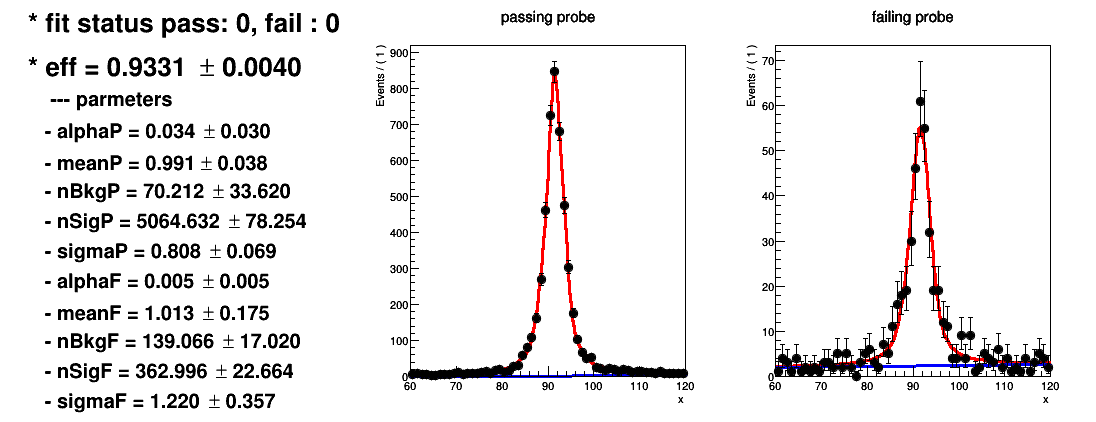 * fit status pass: 0, fail : 0
* eff = 0.9331 ± 0.0040
--- parmeters
- alphaP = 0.034 ± 0.030
- meanP = 0.991 ± 0.038
- nBkgP = 70.212 ± 33.620
- nSigP = 5064.632 ± 78.254
- sigmaP = 0.808 ± 0.069
- alphaF = 0.005 ± 0.005
- meanF = 1.013 ± 0.175
- nBkgF = 139.066 ± 17.020
- nSigF = 362.996 ± 22.664
- sigmaF = 1.220 ± 0.357
passing probe
Events / ( 1 )
900
800
700
600
500
400
300
200
100
0
60 70 80 90 100 110 120
x
failing probe
Events / ( 1 )
70
60
50
40
30
20
10
0
60 70 80 90 100 110 120
x